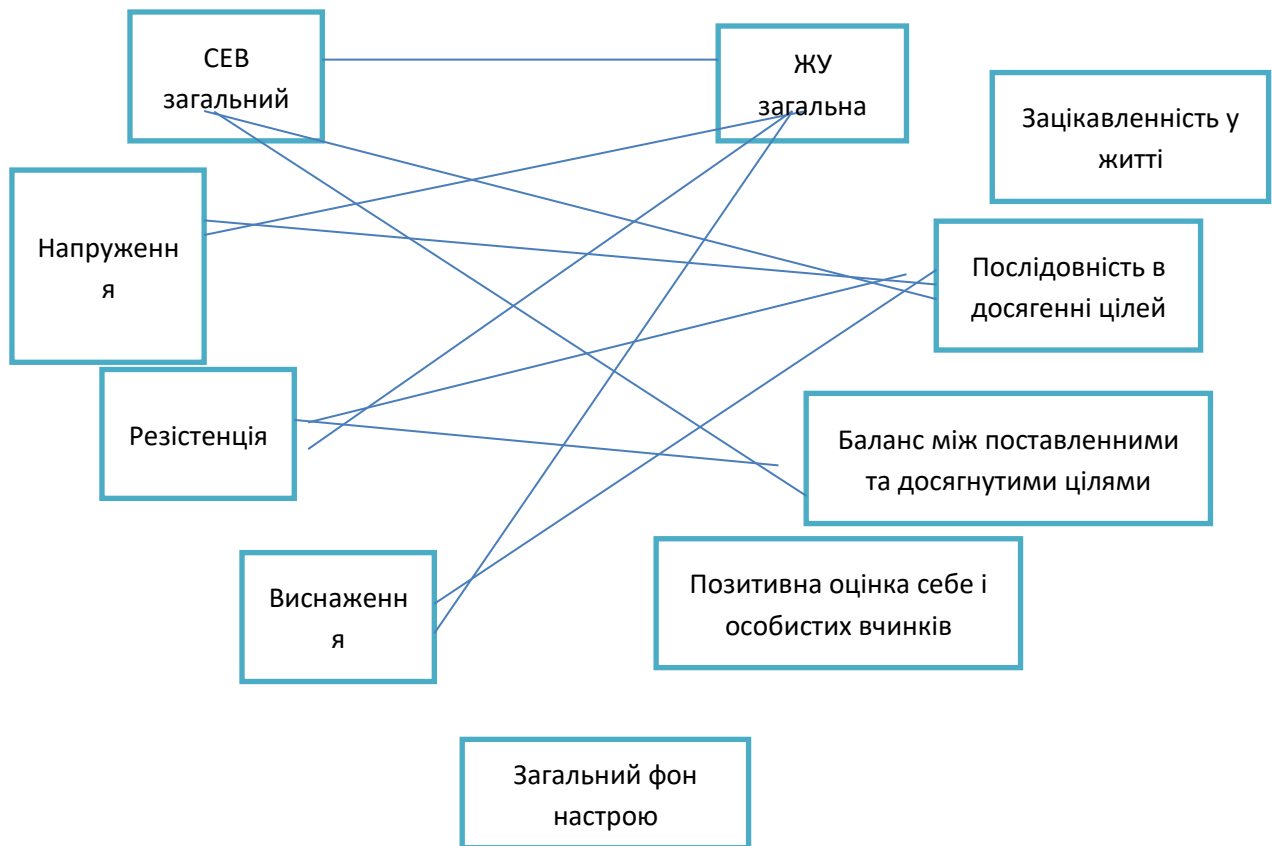 СЕВ
загальний
ЖУ
загальна
Зацікавленність у
житті
Напруженн
я
Послідовність в
досягенні цілей
Резістенція
Баланс між поставленними
та досягнутими цілями
Виснаженн
я
Позитивна оцінка себе і
особистих вчинків
Загальний фон
настрою